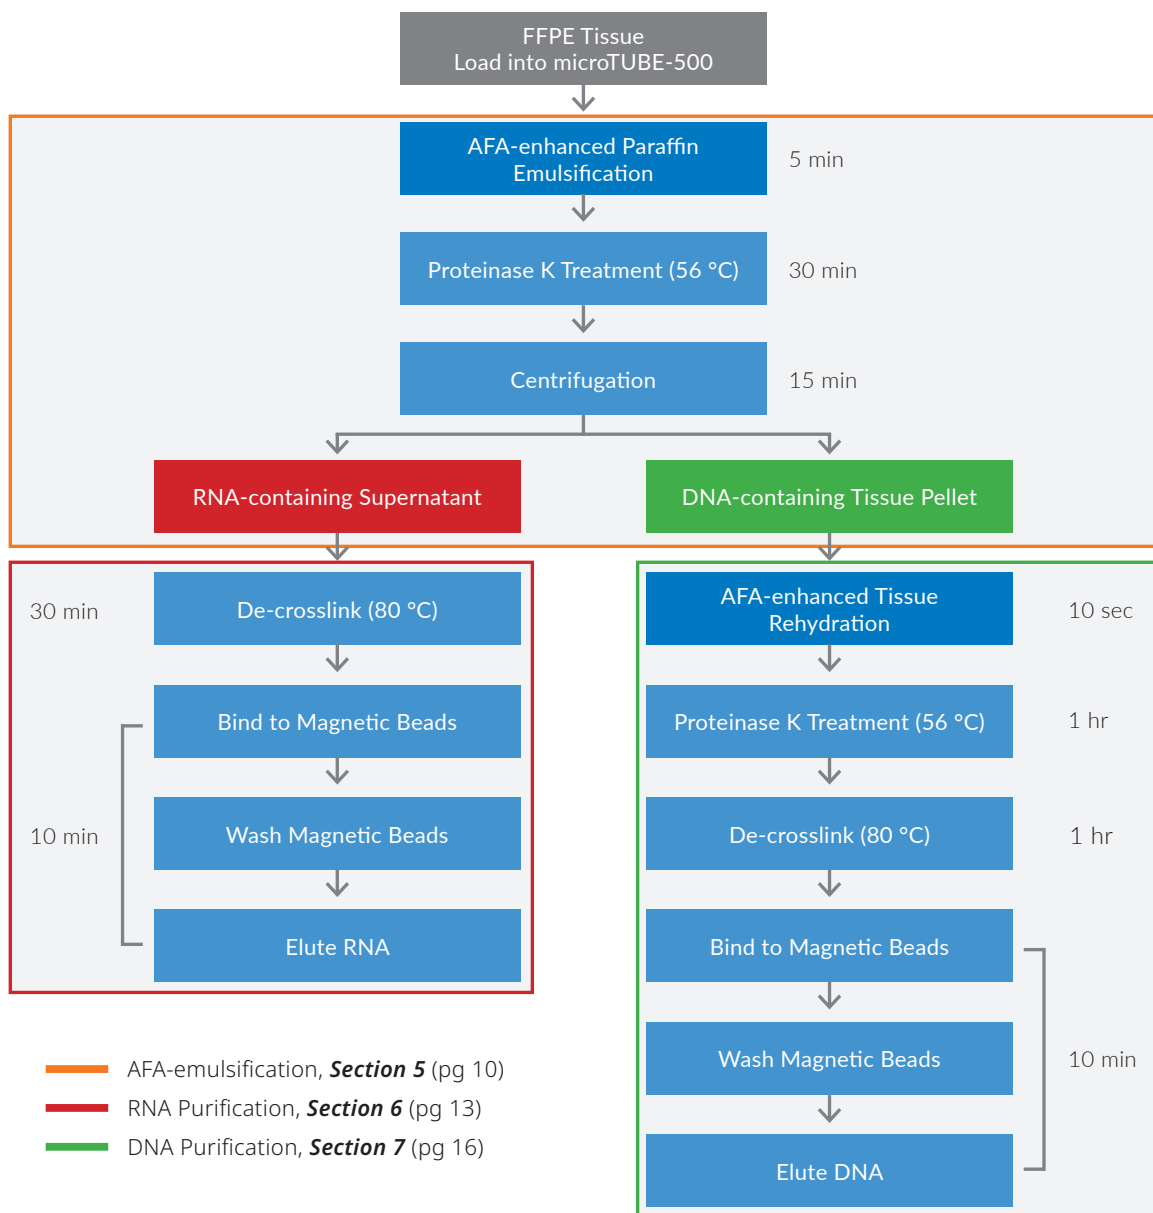 FFPE Tissue
Load into microTUBE-500
AFA-enhanced Paraffin
Emulsification
5 min
Proteinase K Treatment (56 °C)
30 min
Centrifugation
15 min
RNA-containing Supernatant
DNA-containing Tissue Pellet
30 min
De-crosslink (80 °C)
Bind to Magnetic Beads
10 min
Wash Magnetic Beads
Elute RNA
AFA-enhanced Tissue
Rehydration
10 sec
Proteinase K Treatment (56 °C)
1 hr
De-crosslink (80 °C)
1 hr
Bind to Magnetic Beads
Wash Magnetic Beads
10 min
Elute DNA
AFA-emulsification, Section 5 (pg 10)
RNA Purification, Section 6 (pg 13)
DNA Purification, Section 7 (pg 16)